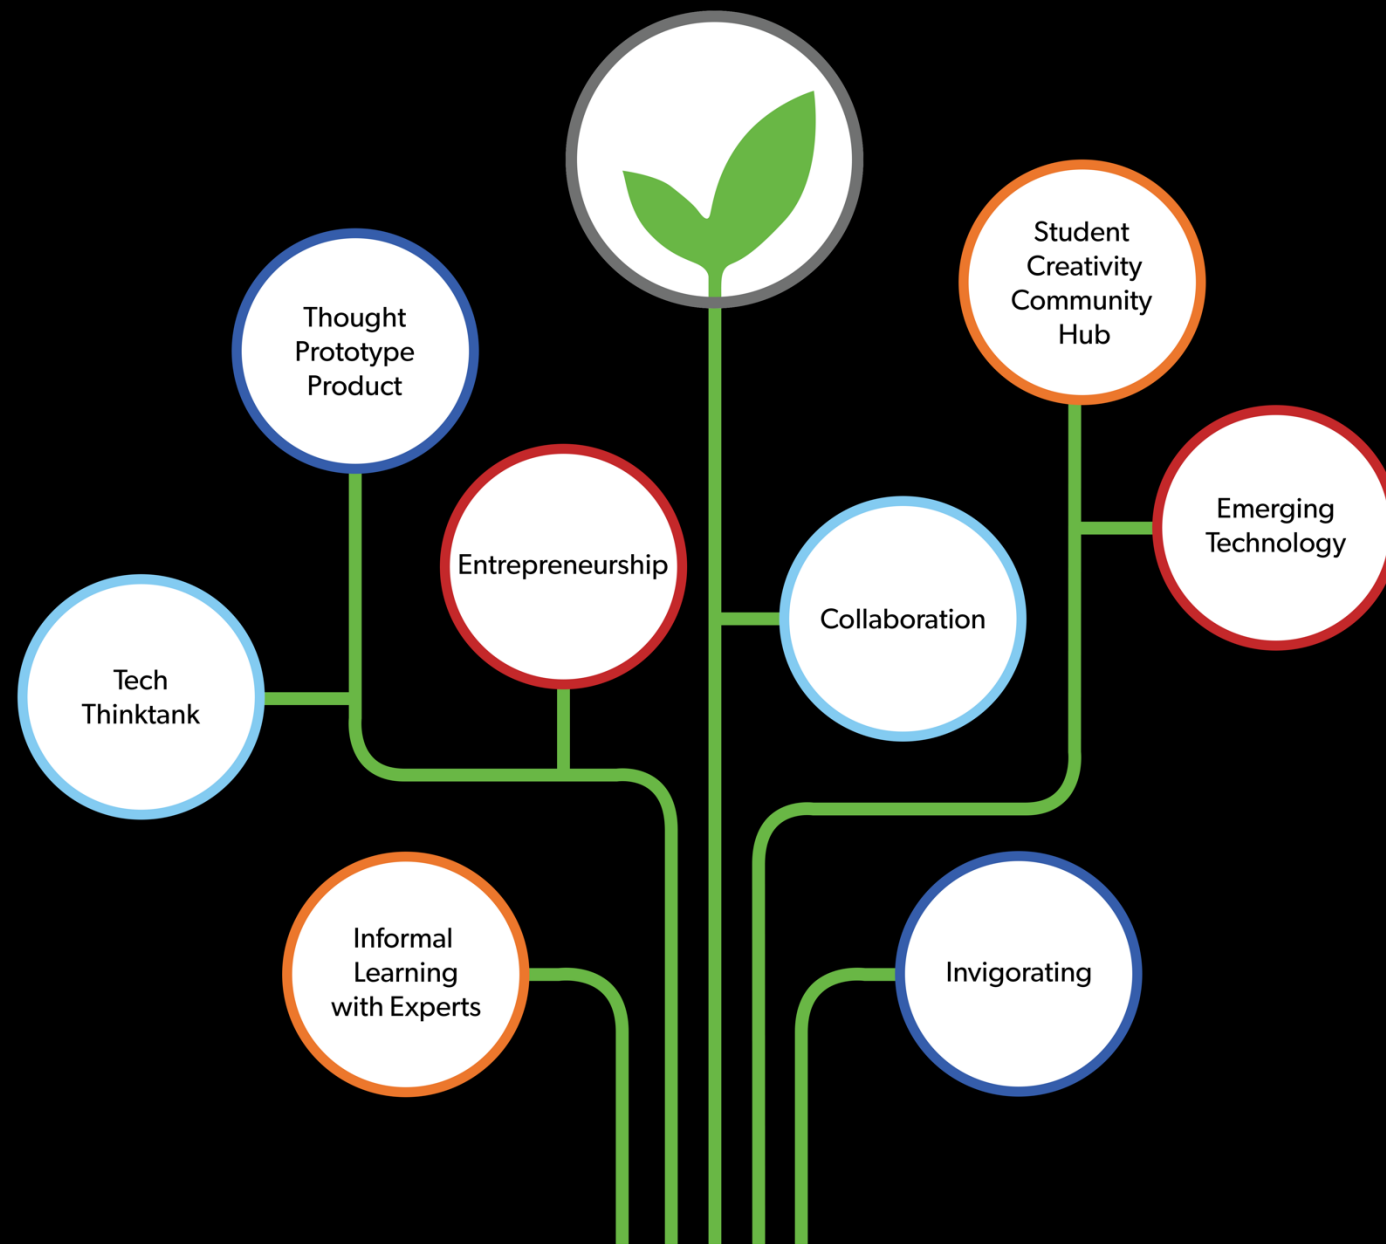 Student
Creativity
Community
Hub
Thought
Prototype
Product
Emerging
Technology
Entrepreneurship
Collaboration
Tech
Thinktank
Informal
Learning
with Experts
Invigorating